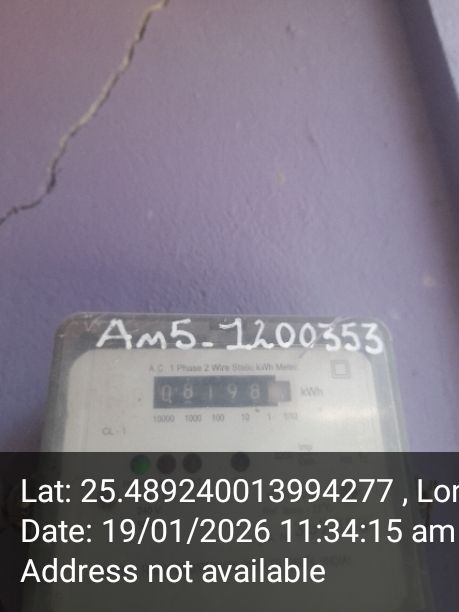 Am5-1200353
A.C. 1 Phase 2 Wire Static kWh Meter
08198
kWh
10000 1000 100 10 1 1/10
CL - 1
Lat: 25.489240013994277 , Lon
Date: 19/01/2026 11:34:15 am
Address not available